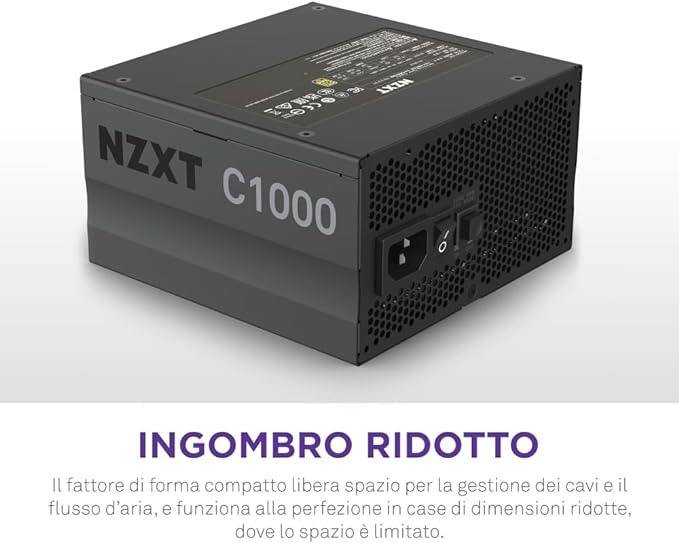 NZXT
NZXT C1000
INGOMBRO RIDOTTO
Il fattore di forma compatto libera spazio per la gestione dei cavi e il
flusso d'aria, e funziona alla perfezione in case di dimensioni ridotte,
dove lo spazio è limitato.